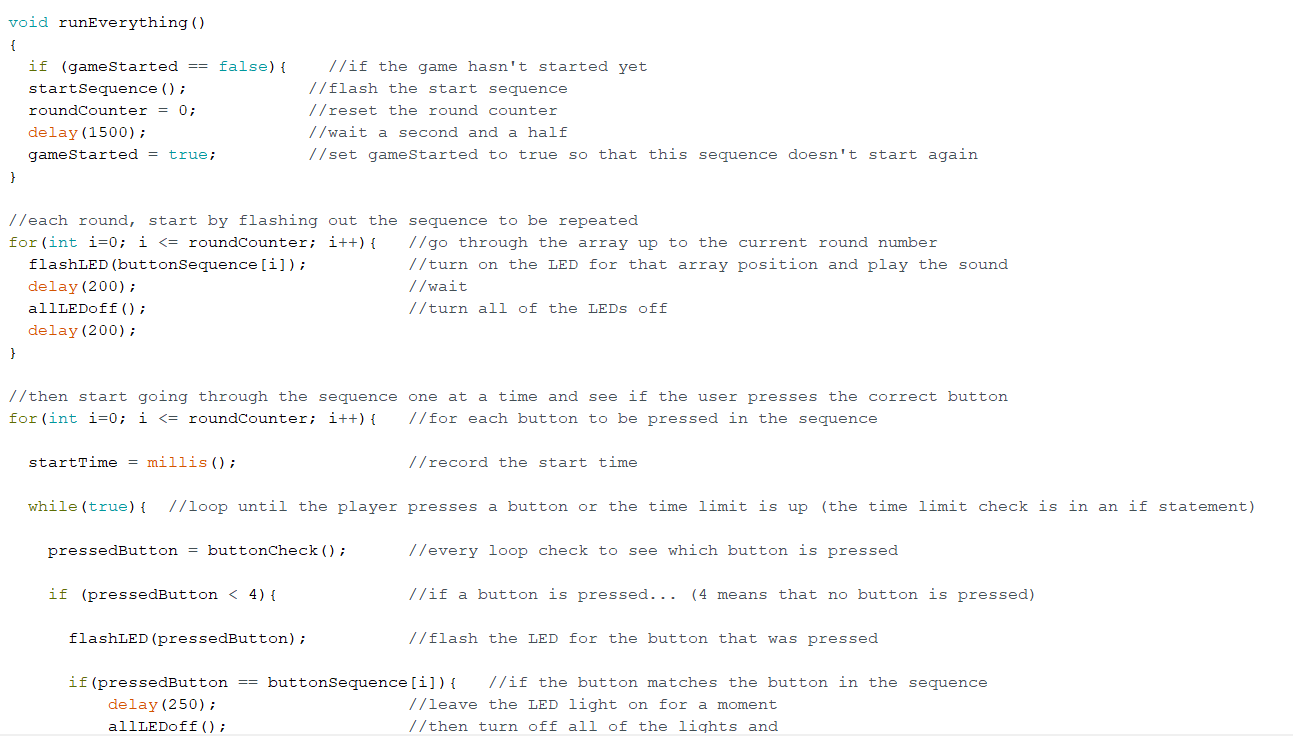 void runEverything()
{
  if (gameStarted == false){    //if the game hasn't started yet
  startSequence();            //flash the start sequence
  roundCounter = 0;           //reset the round counter
  delay(1500);                //wait a second and a half
  gameStarted = true;         //set gameStarted to true so that this sequence doesn't start again
}

//each round, start by flashing out the sequence to be repeated
for(int i=0; i <= roundCounter; i++){   //go through the array up to the current round number
  flashLED(buttonSequence[i]);          //turn on the LED for that array position and play the sound
  delay(200);                           //wait
  allLEDoff();                          //turn all of the LEDs off
  delay(200);
}

//then start going through the sequence one at a time and see if the user presses the correct button
for(int i=0; i <= roundCounter; i++){   //for each button to be pressed in the sequence

  startTime = millis();                 //record the start time

  while(true){  //loop until the player presses a button or the time limit is up (the time limit check is in an if statement)

    pressedButton = buttonCheck();      //every loop check to see which button is pressed

    if (pressedButton < 4){             //if a button is pressed... (4 means that no button is pressed)

      flashLED(pressedButton);          //flash the LED for the button that was pressed

      if(pressedButton == buttonSequence[i]){   //if the button matches the button in the sequence
          delay(250);                   //leave the LED light on for a moment
          allLEDoff();                  //then turn off all of the lights and